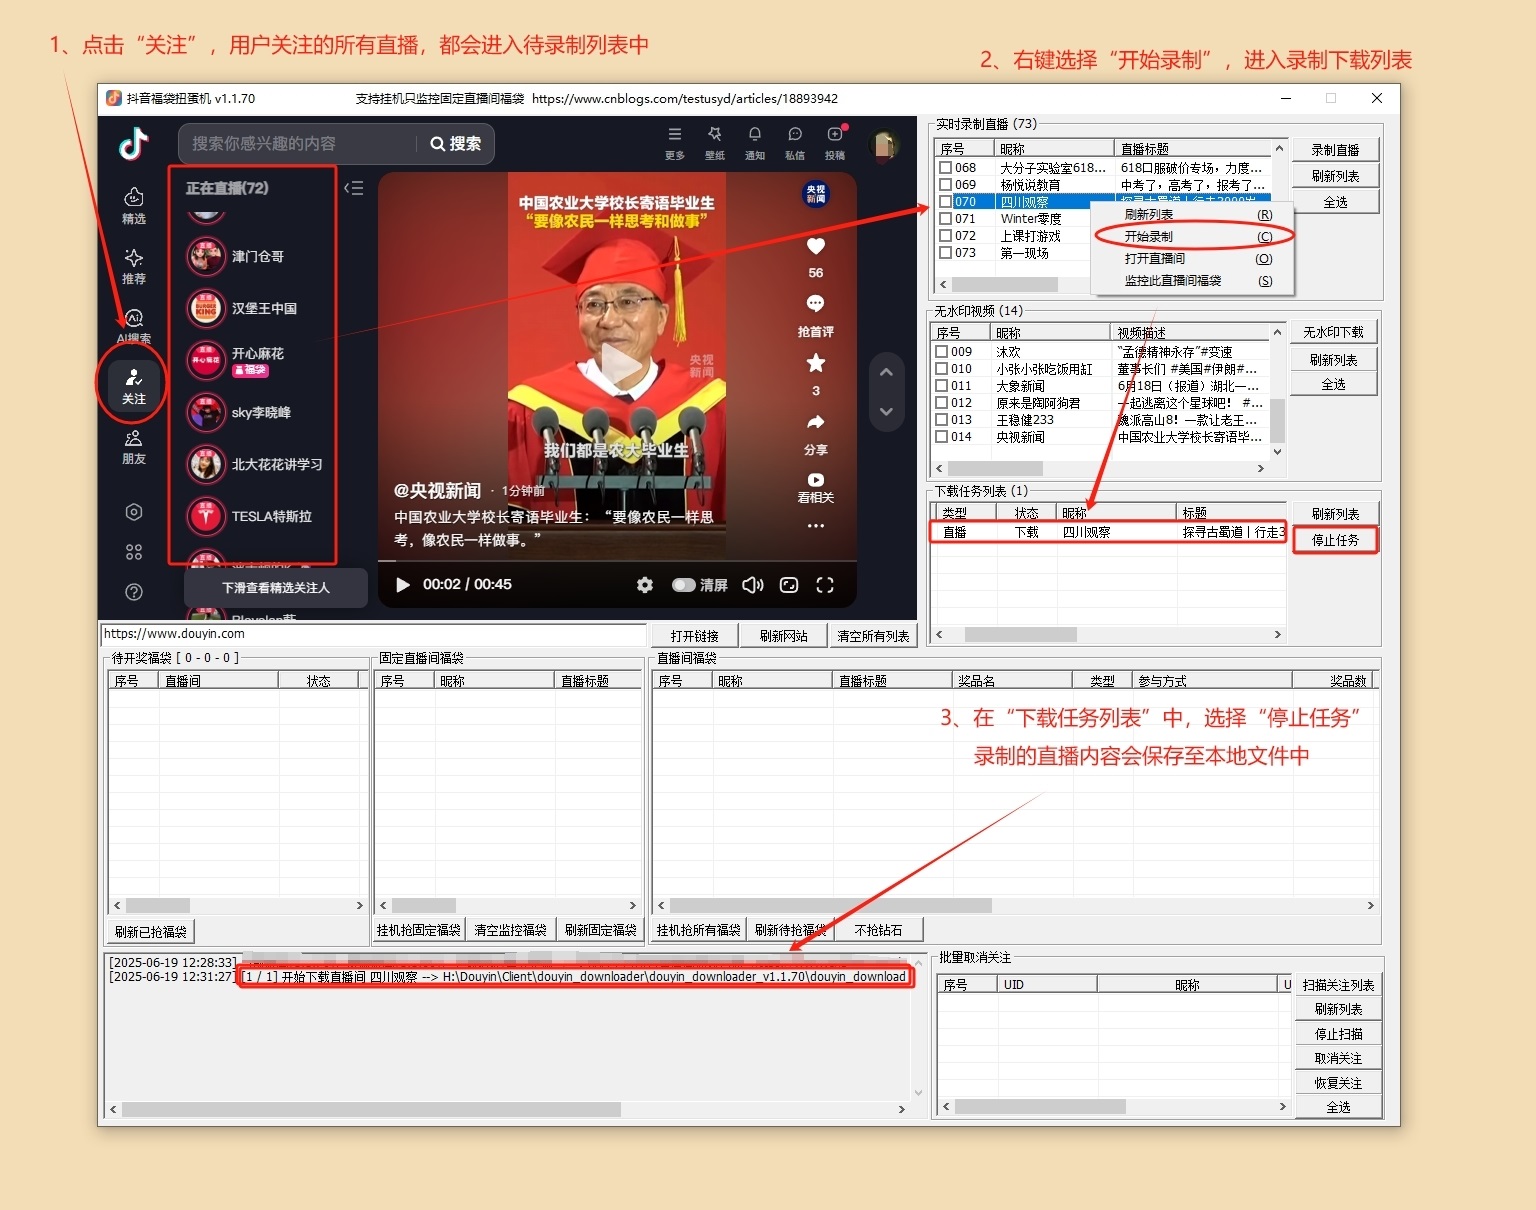 1、点击“关注”，用户关注的所有直播，都会进入待录制列表中
2、右键选择“开始录制”，进入录制下载列表
抖音福袋扭蛋机 v1.1.70
支持挂机只监控固定直播间福袋 https://www.cnblogs.com/testusyd/articles/18893942
搜索你感兴趣的内容
搜索
更多
壁纸
通知
私信
投稿
精选
推荐
AI搜索
关注
朋友
正在直播(72)
津门仓哥
汉堡王中国
开心麻花
福袋
sky李晓峰
北大花花讲学习
TESLA特斯拉
下滑查看精选关注人
中国农业大学校长寄语毕业生
“要像农民一样思考和做事”
央视
新闻
央视
新闻
56
抢首评
3
分享
看相关
我们都是农大毕业生
@央视新闻 · 1分钟前
中国农业大学校长寄语毕业生：“要像农民一样思
考，像农民一样做事。”
00:02 / 00:45
清屏
https://www.douyin.com
打开链接
刷新网站
清空所有列表
实时录制直播 (73)
序号 昵称 直播标题
068 大分子实验室618... 618口服破价专场，力度...
069 杨悦说教育 中考了，高考了，报考了...
070 四川观察
071 Winter零度
072 上课打游戏
073 第一现场
刷新列表 (R)
开始录制 (C)
打开直播间 (O)
监控此直播间福袋 (S)
录制直播
刷新列表
全选
无水印视频 (14)
序号 昵称 视频描述
009 沐欢 “孟德精神永存”#变速
010 小张小张吃饭用缸 董事长们 #美国#伊朗#...
011 大象新闻 6月18日（报道）湖北一...
012 原来是陶阿狗君 一起逃离这个星球吧！ #...
013 王稳健233 魏派高山8！一款让老王...
014 央视新闻 中国农业大学校长寄语毕...
无水印下载
刷新列表
全选
下载任务列表 (1)
类型 状态 昵称 标题
直播 下载 四川观察 探寻古蜀道丨行走3
刷新列表
停止任务
待开奖福袋 [ 0 - 0 - 0 ]
序号 直播间 状态
刷新已抢福袋
固定直播间福袋
序号 昵称 直播标题
挂机抢固定福袋
清空监控福袋
刷新固定福袋
直播间福袋
序号 昵称 直播标题 奖品名 类型 参与方式 奖品数
3、在“下载任务列表”中，选择“停止任务”
录制的直播内容会保存至本地文件中
挂机抢所有福袋
刷新待抢福袋
不抢钻石
[2025-06-19 12:28:33]
[2025-06-19 12:31:27] [1 / 1] 开始下载直播间 四川观察 --> H:\Douyin\Client\douyin_downloader\douyin_downloader_v1.1.70\douyin_download
批量取消关注
序号 UID 昵称 U
扫描关注列表
刷新列表
停止扫描
取消关注
恢复关注
全选